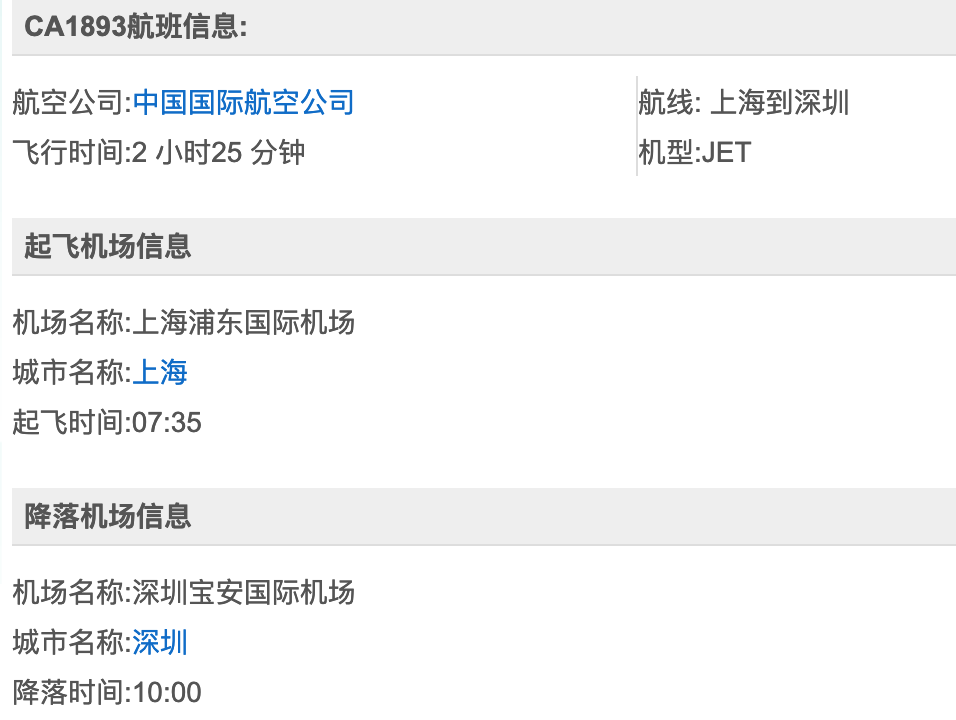 CA1893航班信息:
航空公司:中国国际航空公司
航线: 上海到深圳
飞行时间:2 小时25 分钟
机型:JET
起飞机场信息
机场名称:上海浦东国际机场
城市名称:上海
起飞时间:07:35
降落机场信息
机场名称:深圳宝安国际机场
城市名称:深圳
降落时间:10:00